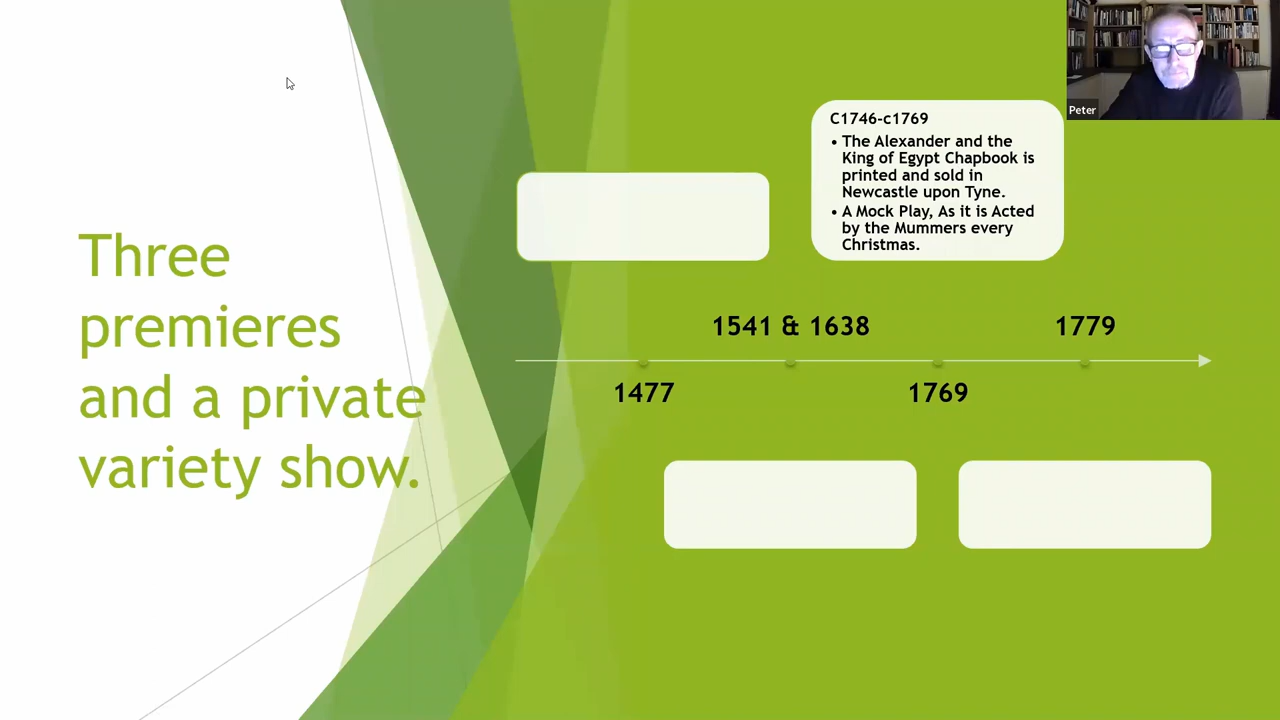 Three
premieres
and a private
variety show.
C1746-c1769
• The Alexander and the
King of Egypt Chapbook is
printed and sold in
Newcastle upon Tyne.
• A Mock Play, As it is Acted
by the Mummers every
Christmas.
1541 & 1638
1779
1477
1769
Peter